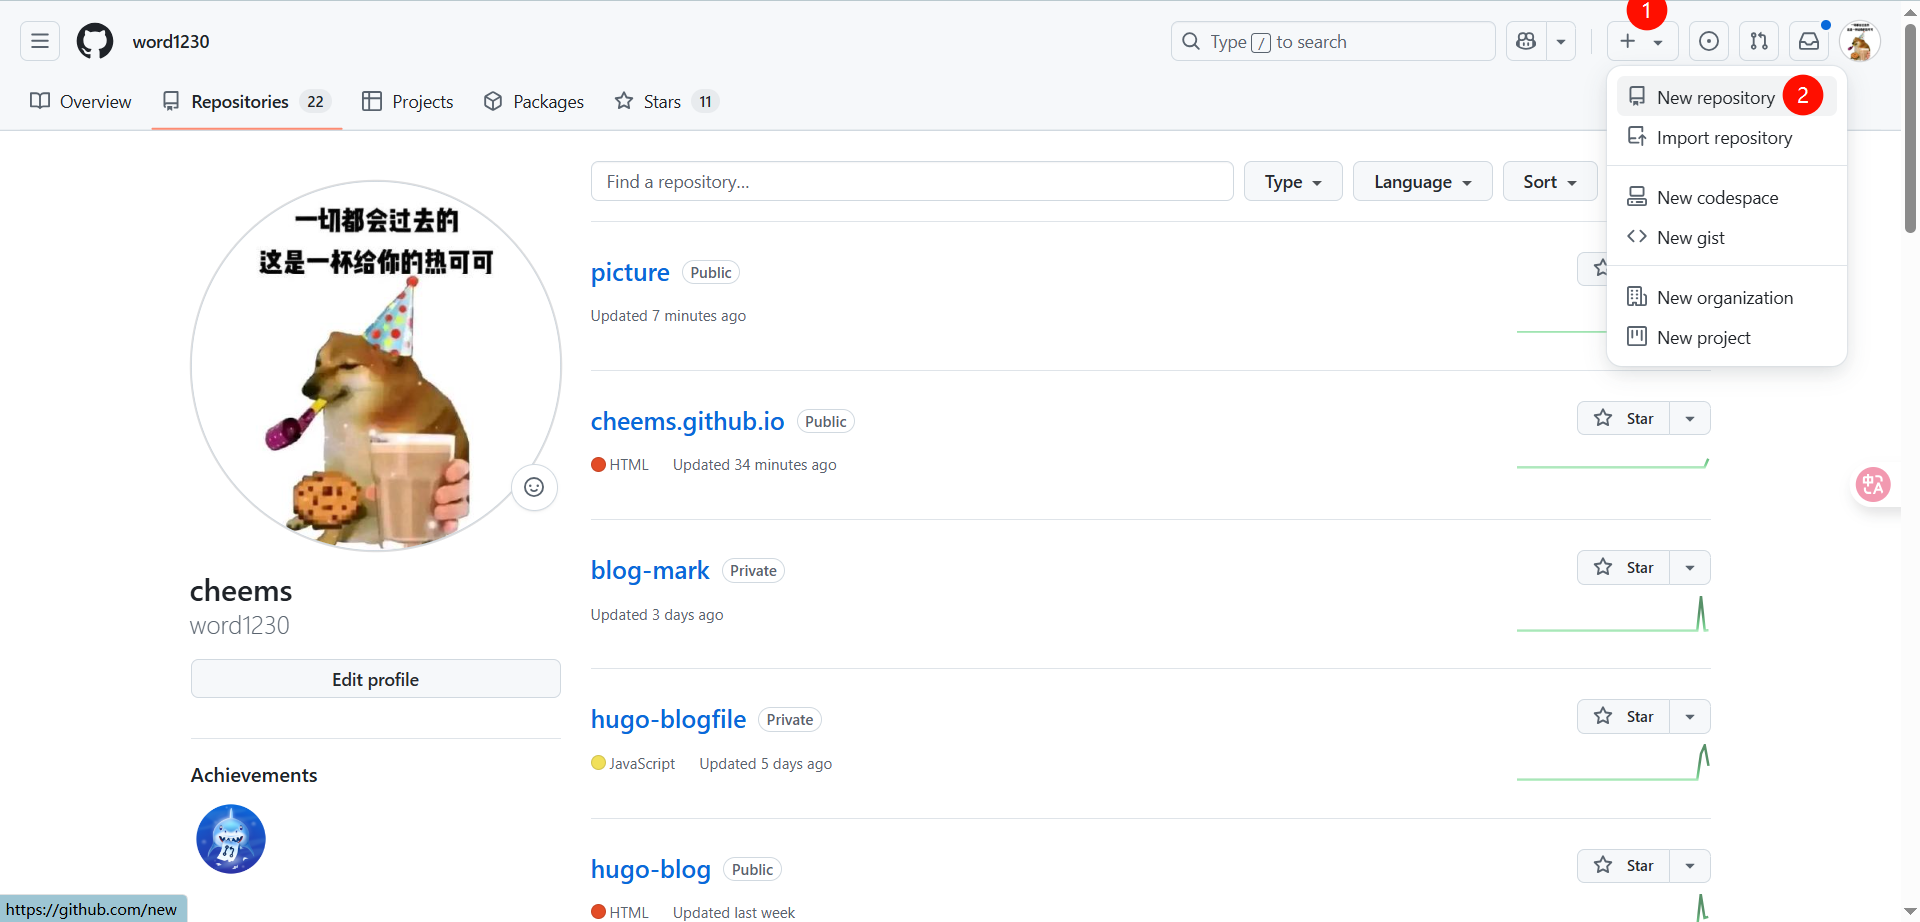 word1230
Type / to search
1
Overview
Repositories 22
Projects
Packages
Stars 11
New repository 2
Import repository
New codespace
New gist
New organization
New project
Find a repository...
Type
Language
Sort
一切都会过去的
这是一杯给你的热可可
cheems
word1230
Edit profile
Achievements
picture Public
Updated 7 minutes ago
cheems.github.io Public
Star
HTML Updated 34 minutes ago
blog-mark Private
Star
Updated 3 days ago
hugo-blogfile Private
Star
JavaScript Updated 5 days ago
hugo-blog Public
Star
HTML Updated last week
中A
https://github.com/new